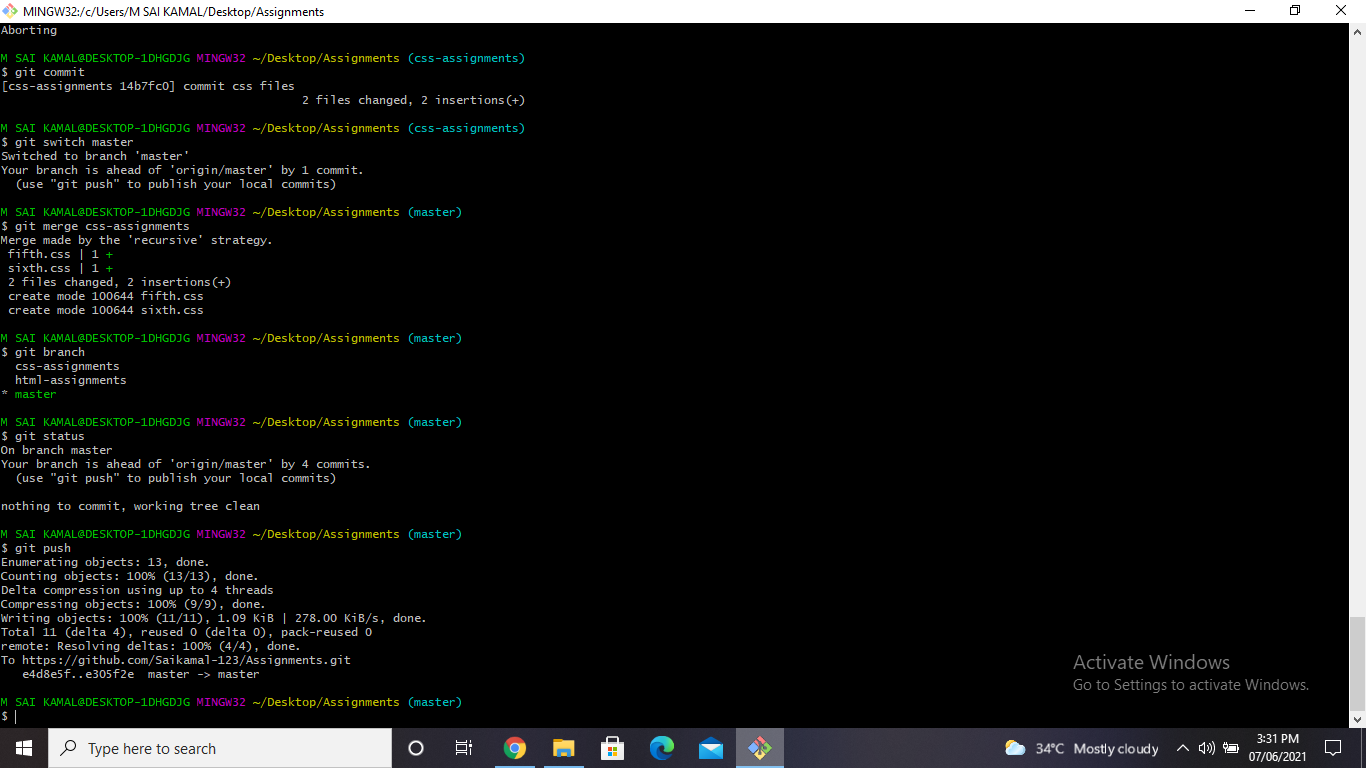 MINGW32:/c/Users/M SAI KAMAL/Desktop/Assignments
Aborting
M SAI KAMAL@DESKTOP-1DHGDJG MINGW32 ~/Desktop/Assignments (css-assignments)
$ git commit
[css-assignments 14b7fc0] commit css files
2 files changed, 2 insertions(+)
M SAI KAMAL@DESKTOP-1DHGDJG MINGW32 ~/Desktop/Assignments (css-assignments)
$ git switch master
Switched to branch 'master'
Your branch is ahead of 'origin/master' by 1 commit.
(use "git push" to publish your local commits)
M SAI KAMAL@DESKTOP-1DHGDJG MINGW32 ~/Desktop/Assignments (master)
$ git merge css-assignments
Merge made by the 'recursive' strategy.
fifth.css | 1 +
sixth.css | 1 +
2 files changed, 2 insertions(+)
create mode 100644 fifth.css
create mode 100644 sixth.css
M SAI KAMAL@DESKTOP-1DHGDJG MINGW32 ~/Desktop/Assignments (master)
$ git branch
css-assignments
html-assignments
* master
M SAI KAMAL@DESKTOP-1DHGDJG MINGW32 ~/Desktop/Assignments (master)
$ git status
On branch master
Your branch is ahead of 'origin/master' by 4 commits.
(use "git push" to publish your local commits)
nothing to commit, working tree clean
M SAI KAMAL@DESKTOP-1DHGDJG MINGW32 ~/Desktop/Assignments (master)
$ git push
Enumerating objects: 13, done.
Counting objects: 100% (13/13), done.
Delta compression using up to 4 threads
Compressing objects: 100% (9/9), done.
Writing objects: 100% (11/11), 1.09 KiB | 278.00 KiB/s, done.
Total 11 (delta 4), reused 0 (delta 0), pack-reused 0
remote: Resolving deltas: 100% (4/4), done.
To https://github.com/Saikamal-123/Assignments.git
e4d8e5f..e305f2e  master -> master
M SAI KAMAL@DESKTOP-1DHGDJG MINGW32 ~/Desktop/Assignments (master)
$
Activate Windows
Go to Settings to activate Windows.
Type here to search
34°C Mostly cloudy
3:31 PM
07/06/2021